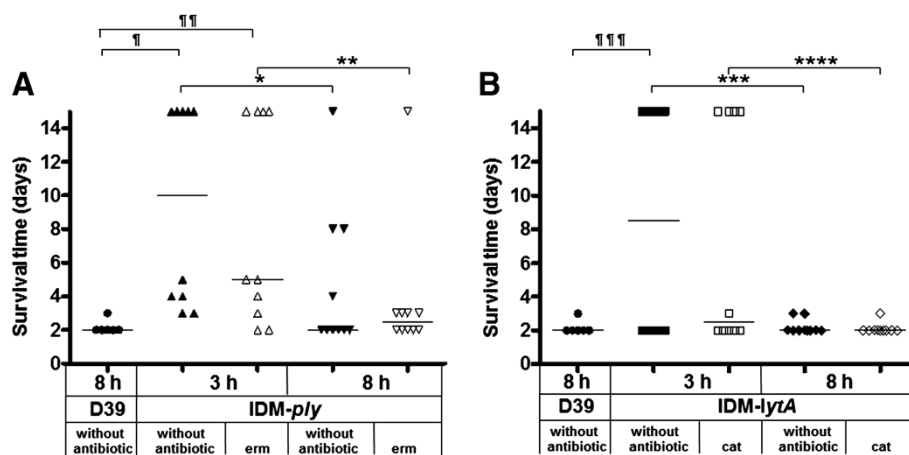 ¶¶
¶
**
*
A
Survival time (days)
14
12
10
8
6
4
2
0
8 h
3 h
8 h
D39
IDM-ply
without antibiotic
without antibiotic
erm
without antibiotic
erm
¶¶¶
****
***
B
Survival time (days)
14
12
10
8
6
4
2
0
8 h
3 h
8 h
D39
IDM-lytA
without antibiotic
without antibiotic
cat
without antibiotic
cat